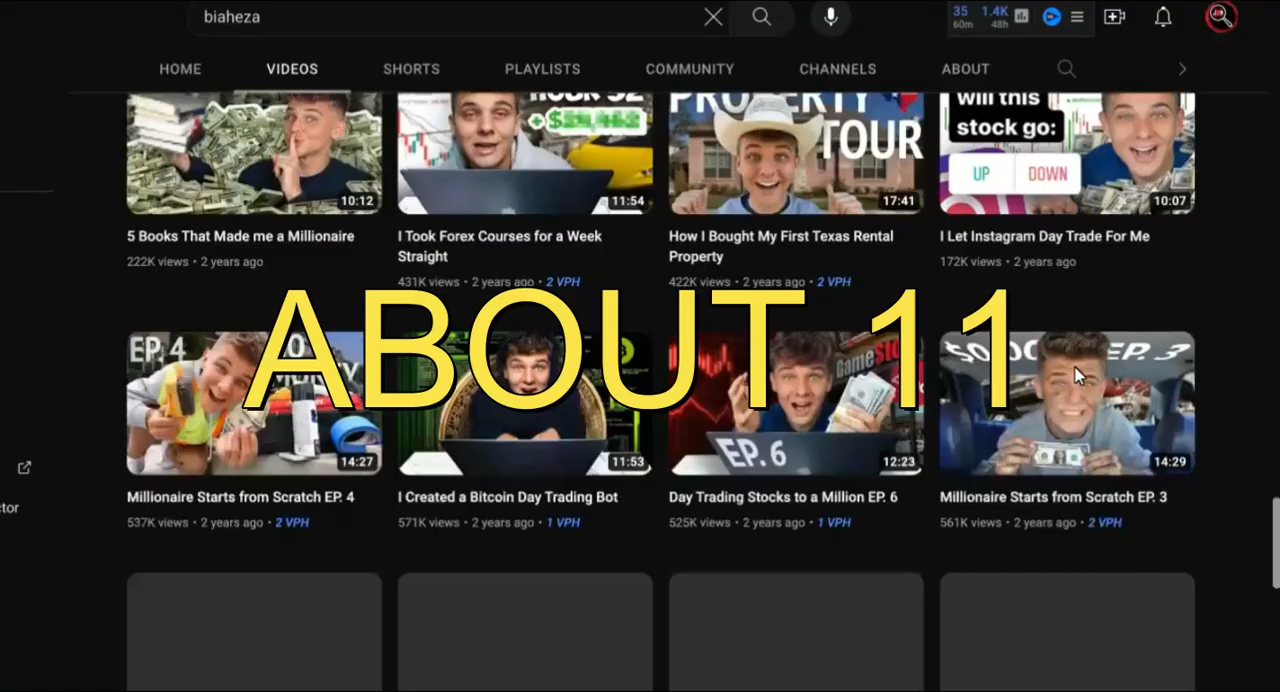 biaheza
35
60m
1.4K
48h
HOME
VIDEOS
SHORTS
PLAYLISTS
COMMUNITY
CHANNELS
ABOUT
10:12
11:54
PROPERTY
TOUR
17:41
will this
stock go:
UP
DOWN
10:07
5 Books That Made me a Millionaire
222K views • 2 years ago
I Took Forex Courses for a Week
Straight
431K views • 2 years ago • 2 VPH
How I Bought My First Texas Rental
Property
422K views • 2 years ago • 2 VPH
I Let Instagram Day Trade For Me
172K views • 2 years ago
ABOUT 11
EP. 4
14:27
11:53
EP. 6
12:23
EP. 3
14:29
Millionaire Starts from Scratch EP. 4
537K views • 2 years ago • 2 VPH
I Created a Bitcoin Day Trading Bot
571K views • 2 years ago • 1 VPH
Day Trading Stocks to a Million EP. 6
525K views • 2 years ago • 1 VPH
Millionaire Starts from Scratch EP. 3
561K views • 2 years ago • 2 VPH
ctor